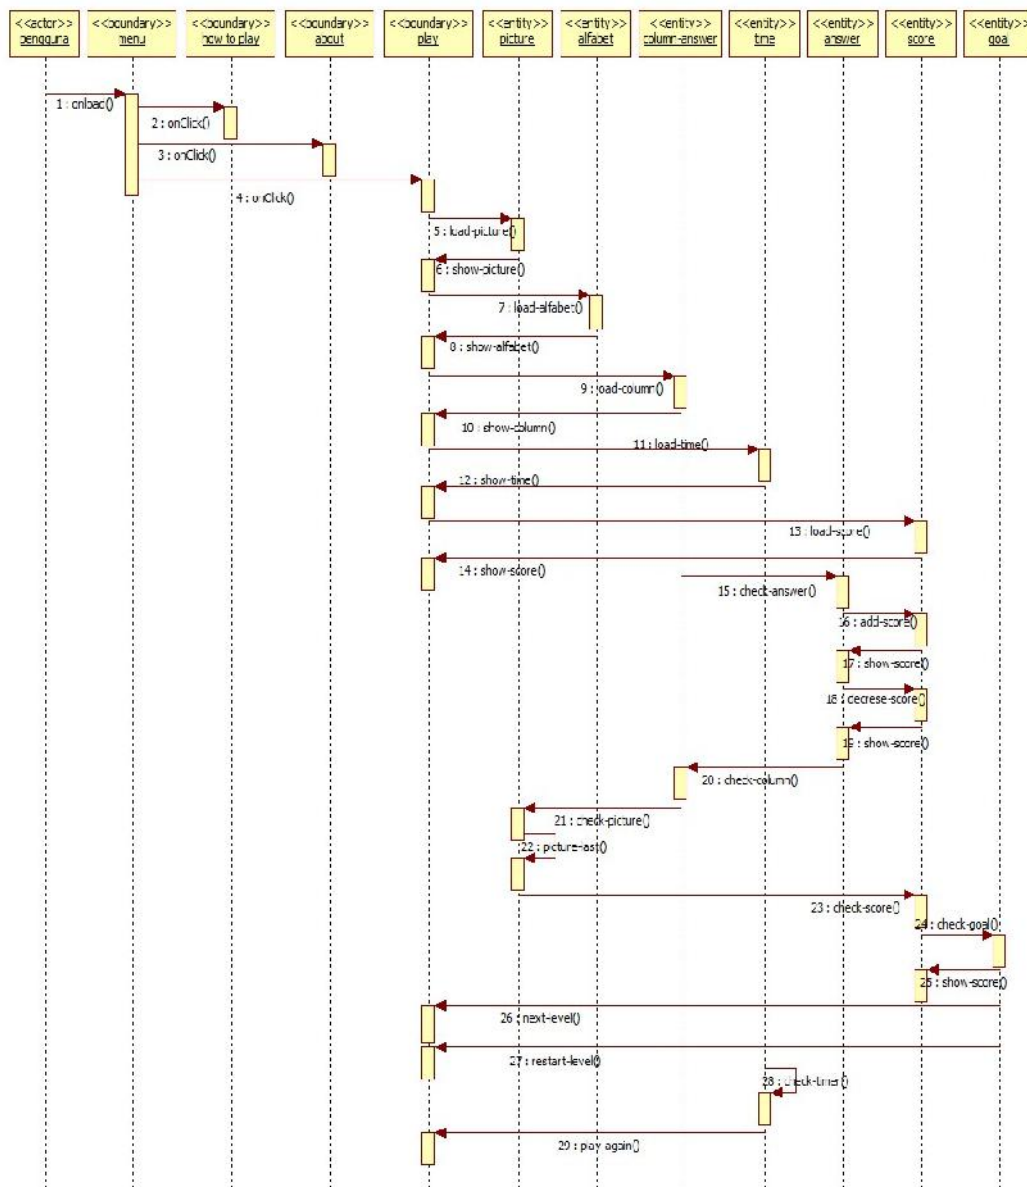 <<actor>> <<boundary>> <<boundary>> <<boundary>> <<boundary>> <<entity>> <<entity>> <<entity>> <<entity>> <<entity>> <<entity>> <<entity>>
pengguna menu how to play about play picture alfabet column-answer time answer score goal
1 : onload()
2 : onClick()
3 : onClick()
4 : onClick()
5 : load-picture()
6 : show-picture()
7 : load-alfabet()
8 : show-alfabet()
9 : load-column()
10 : show-column()
11 : load-time()
12 : show-time()
13 : load-score()
14 : show-score()
15 : check-answer()
16 : add-score()
17 : show-score()
18 : decrese-score()
19 : show-score()
20 : check-column()
21 : check-picture()
22 : picture-last()
23 : check-score()
24 : check-goal()
25 : show-score()
26 : next-level()
27 : restart-level()
28 : check-timer()
29 : play-again()